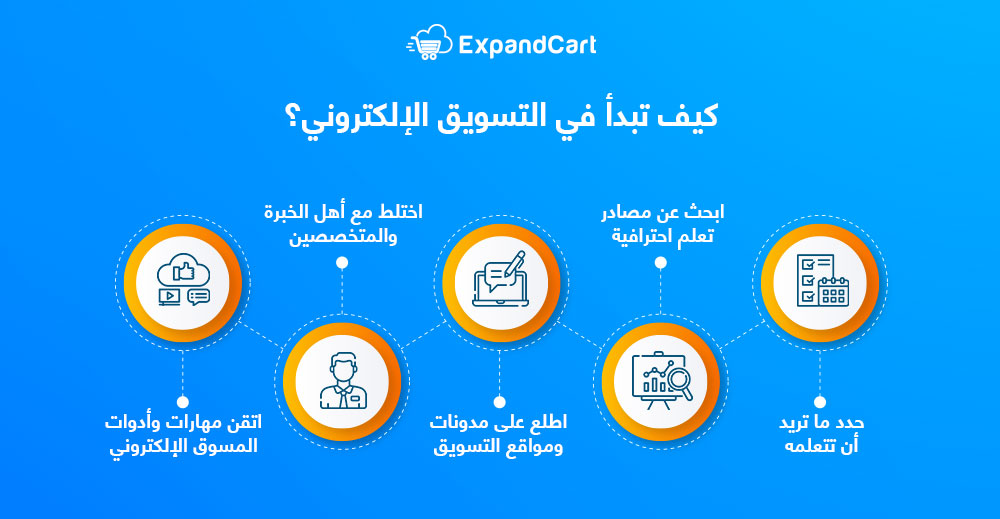 ExpandCart
كيف تبدأ في التسويق الإلكتروني؟
حدد ما تريد
أن تتعلمه
ابحث عن مصادر
تعلم احترافية
اطلع على مدونات
ومواقع التسويق
اختلط مع أهل الخبرة
والمتخصصين
اتقن مهارات وأدوات
المسوق الإلكتروني